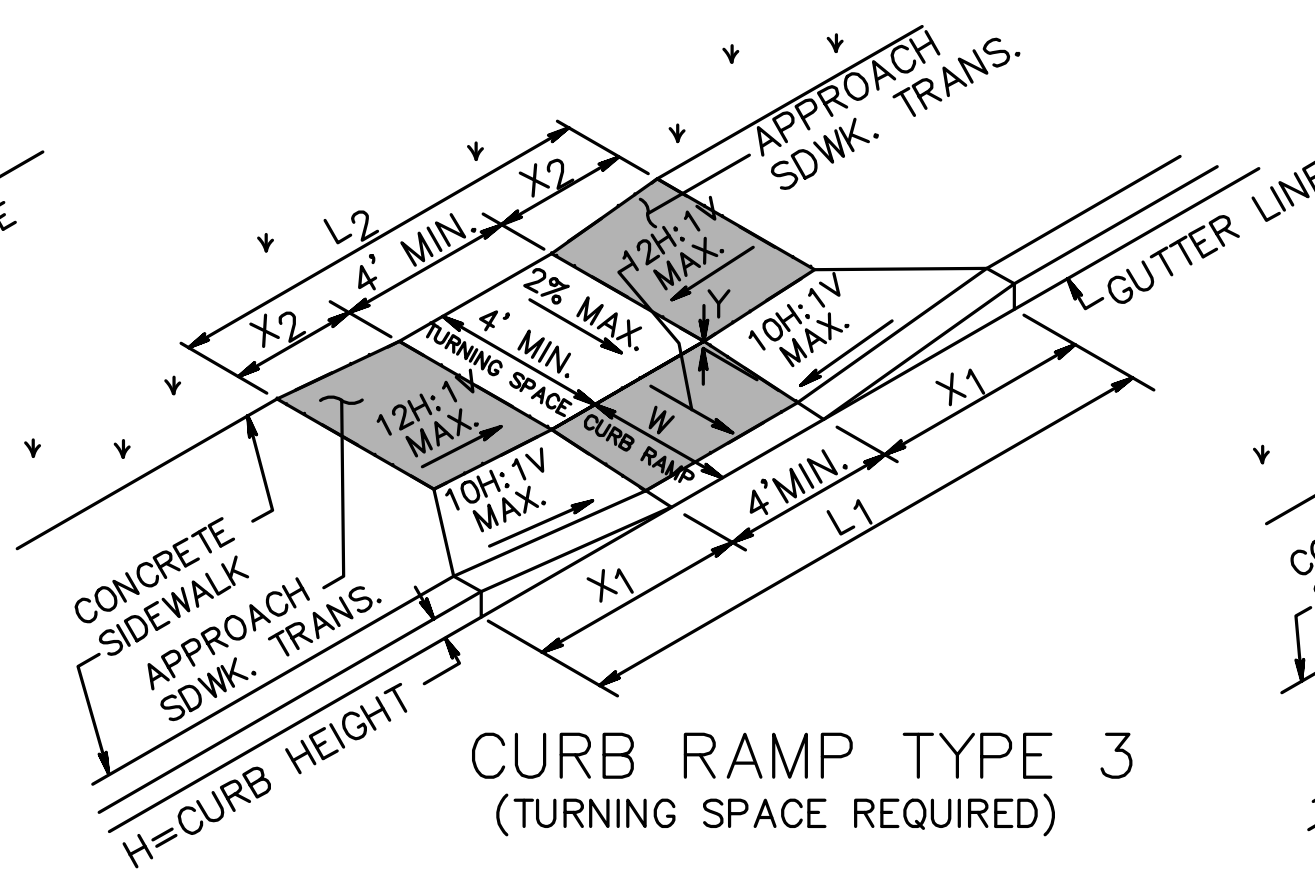 APPROACH
SDWK. TRANS.
X2
L2
4' MIN.
X2
12H:1V
MAX.
GUTTER LINE
2% MAX.
Y
4' MIN.
10H:1V
MAX.
TURNING SPACE
X1
12H:1V
MAX.
W
CURB RAMP
10H:1V
MAX.
4'MIN.
L1
X1
CONCRETE
SIDEWALK
APPROACH
SDWK. TRANS.
H=CURB HEIGHT
CURB RAMP TYPE 3
(TURNING SPACE REQUIRED)